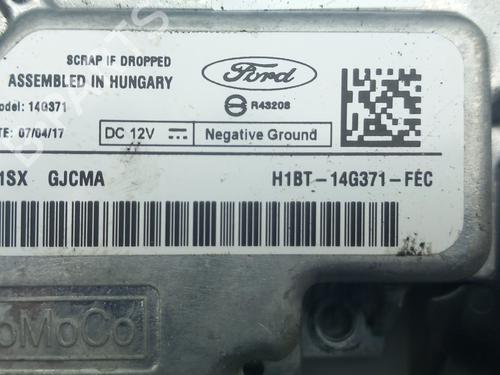 SCRAP IF DROPPED
ASSEMBLED IN HUNGARY
Ford
R43208
odel: 14G371
TE: 07/04/17
DC 12V
Negative Ground
1SX GJCMA
H1BT-14G371-FEC
oMoCo